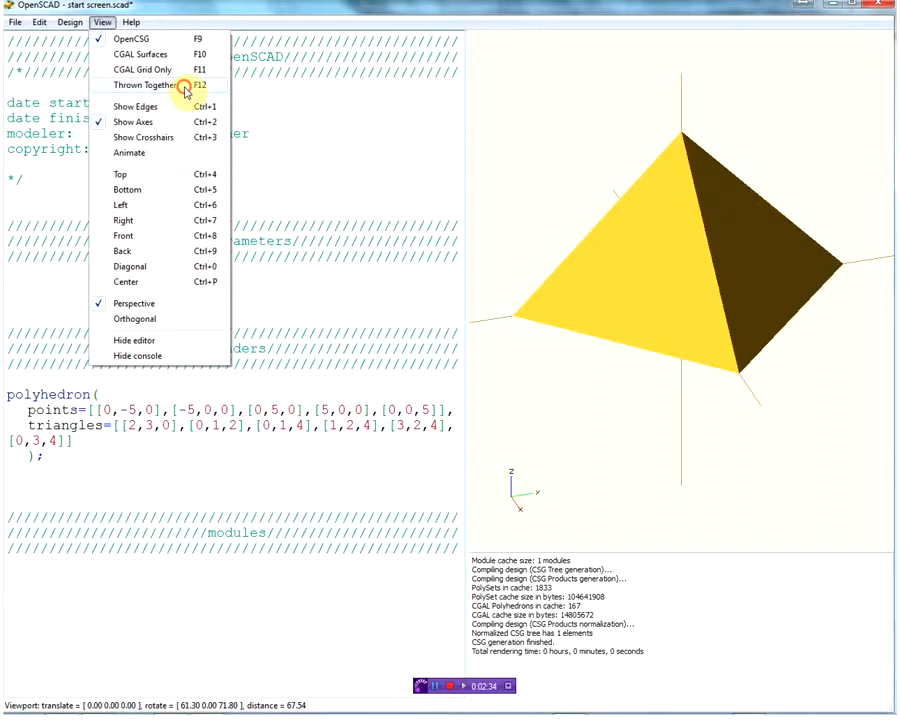 OpenSCAD - start screen.scad*
File Edit Design View Help
////////////////////////////////////////////////////////
enSCAD/////////////////////
/*//////////////////////////////////////////////////////
date start
date finis
modeler: er
copyright:
*/
ameters////////////////////
ders///////////////////////
polyhedron(
points=[[0,-5,0],[-5,0,0],[0,5,0],[5,0,0],[0,0,5]],
triangles=[[2,3,0],[0,1,2],[0,1,4],[1,2,4],[3,2,4],
[0,3,4]]
);
////////////////////////////////////////////////////////
////////////////////////modules///////////////////////
////////////////////////////////////////////////////////
✓ OpenCSG F9
CGAL Surfaces F10
CGAL Grid Only F11
Thrown Together F12
Show Edges Ctrl+1
✓ Show Axes Ctrl+2
Show Crosshairs Ctrl+3
Animate
Top Ctrl+4
Bottom Ctrl+5
Left Ctrl+6
Right Ctrl+7
Front Ctrl+8
Back Ctrl+9
Diagonal Ctrl+0
Center Ctrl+P
✓ Perspective
Orthogonal
Hide editor
Hide console
z
y
x
Module cache size: 1 modules
Compiling design (CSG Tree generation)...
Compiling design (CSG Products generation)...
PolySets in cache: 1833
PolySet cache size in bytes: 104641908
CGAL Polyhedrons in cache: 167
CGAL cache size in bytes: 14805672
Compiling design (CSG Products normalization)...
Normalized CSG tree has 1 elements
CSG generation finished.
Total rendering time: 0 hours, 0 minutes, 0 seconds
0:02:34
Viewport: translate = [ 0.00 0.00 0.00 ], rotate = [ 61.30 0.00 71.80 ], distance = 67.54